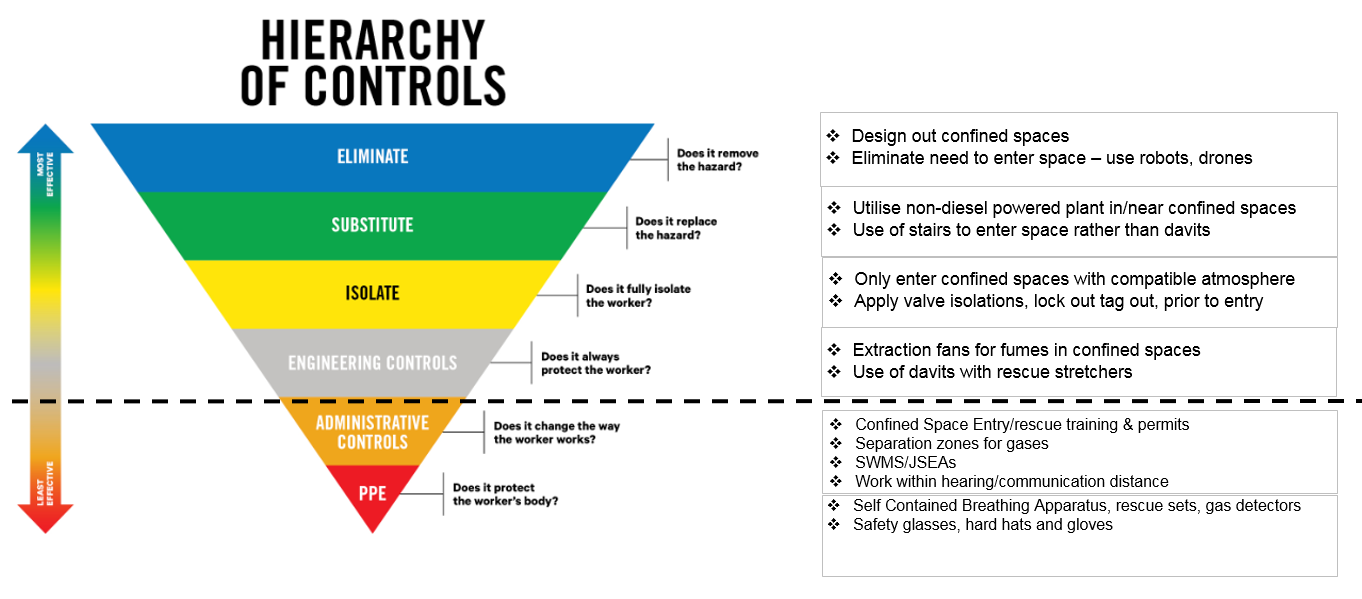 HIERARCHY
OF CONTROLS
MOST
EFFECTIVE
LEAST
EFFECTIVE
ELIMINATE
Does it remove
the hazard?
❖ Design out confined spaces
❖ Eliminate need to enter space – use robots, drones
SUBSTITUTE
Does it replace
the hazard?
❖ Utilise non-diesel powered plant in/near confined spaces
❖ Use of stairs to enter space rather than davits
ISOLATE
Does it fully isolate
the worker?
❖ Only enter confined spaces with compatible atmosphere
❖ Apply valve isolations, lock out tag out, prior to entry
ENGINEERING CONTROLS
Does it always
protect the worker?
❖ Extraction fans for fumes in confined spaces
❖ Use of davits with rescue stretchers
ADMINISTRATIVE
CONTROLS
Does it change the way
the worker works?
❖ Confined Space Entry/rescue training & permits
❖ Separation zones for gases
❖ SWMS/JSEAs
❖ Work within hearing/communication distance
PPE
Does it protect
the worker's body?
❖ Self Contained Breathing Apparatus, rescue sets, gas detectors
❖ Safety glasses, hard hats and gloves